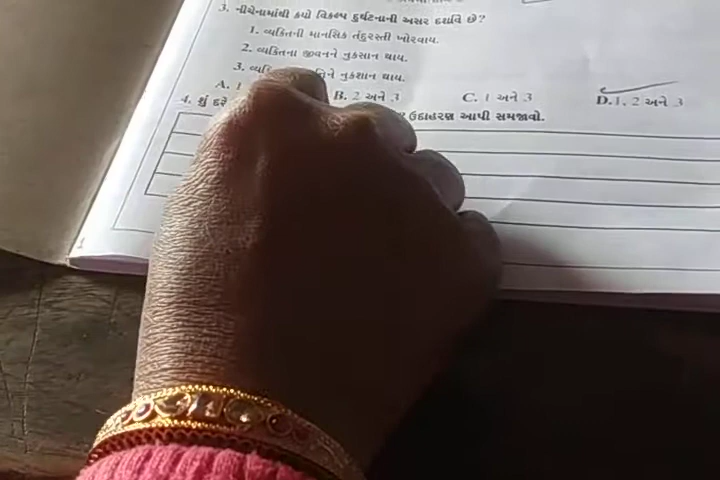 3. નીચેનામાંથી કયો વિકલ્પ દુર્ઘટનાની અસર દર્શાવે છે?
1. વ્યક્તિની માનસિક તંદુરસ્તી ખોરવાય.
2. વ્યક્તિના જીવનને નુકસાન થાય.
3. ને નુકશાન થાય.
A. 1 B. 2 અને 3 C. 1 અને 3 D. 1, 2 અને 3
4. શું ઉદાહરણ આપી સમજાવો.